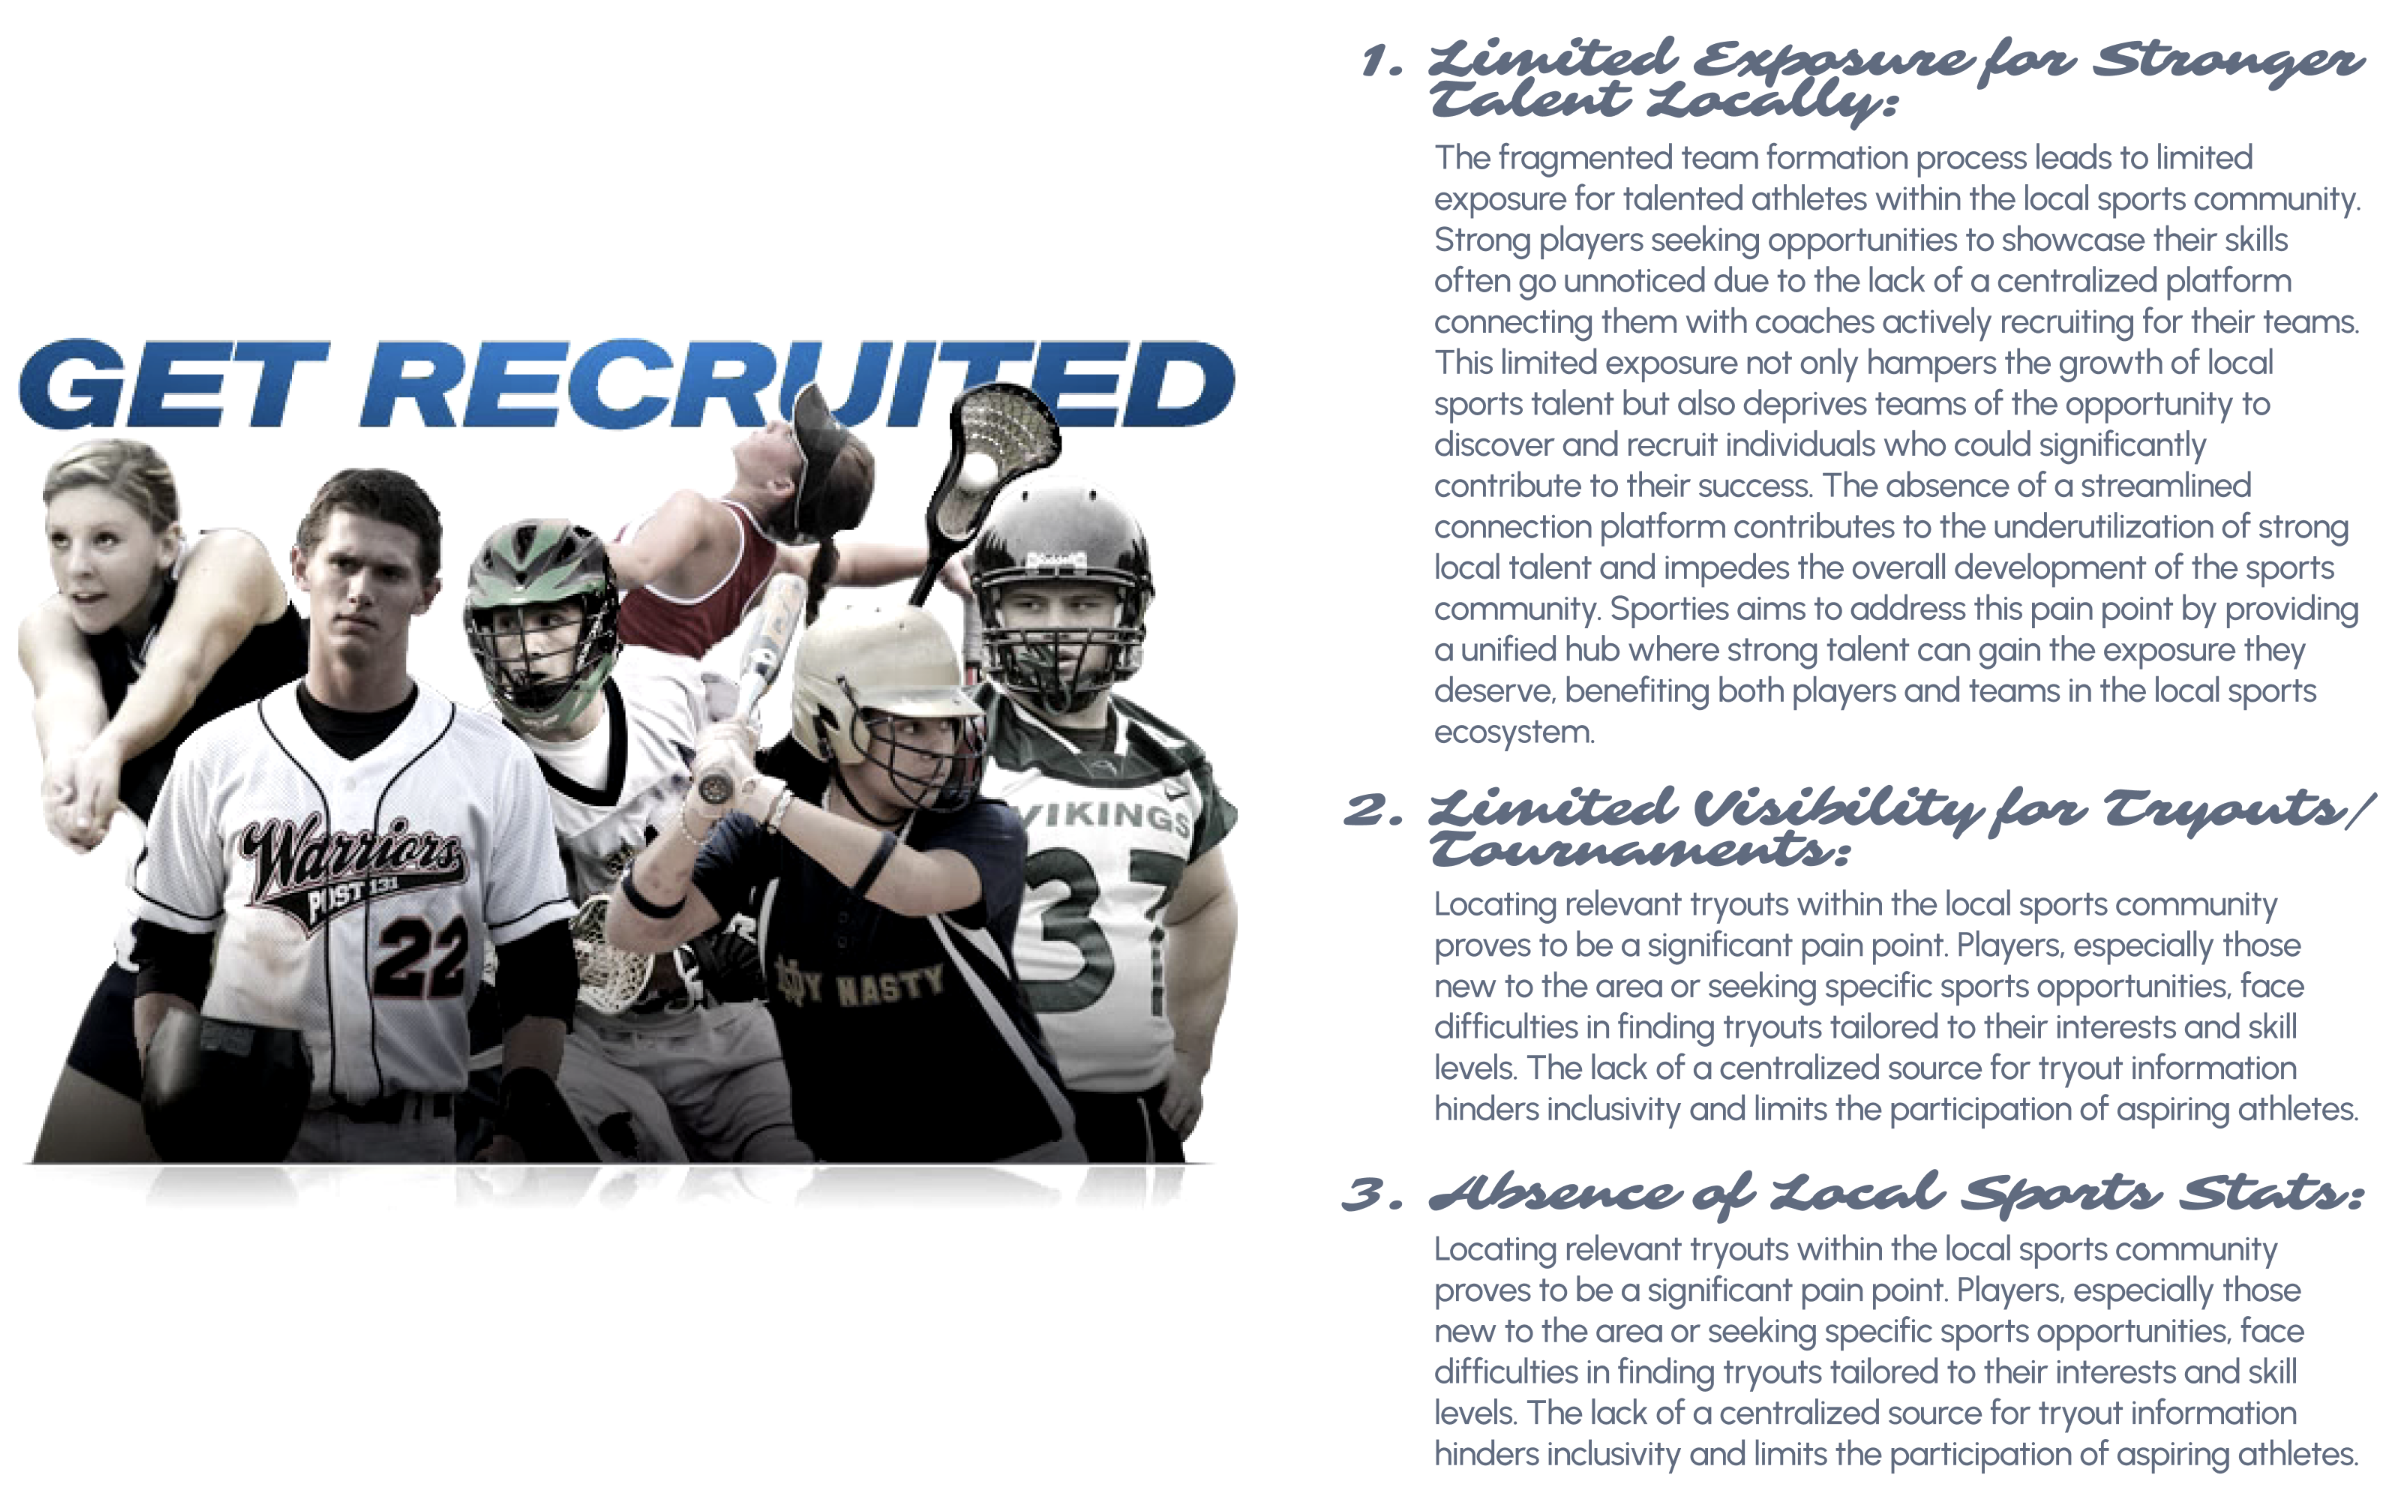 GET RECRUITED
Warriors
POST 131
22
NASTY
VIKINGS
37
1. Limited Exposure for Stronger
Talent Locally:
The fragmented team formation process leads to limited
exposure for talented athletes within the local sports community.
Strong players seeking opportunities to showcase their skills
often go unnoticed due to the lack of a centralized platform
connecting them with coaches actively recruiting for their teams.
This limited exposure not only hampers the growth of local
sports talent but also deprives teams of the opportunity to
discover and recruit individuals who could significantly
contribute to their success. The absence of a streamlined
connection platform contributes to the underutilization of strong
local talent and impedes the overall development of the sports
community. Sporties aims to address this pain point by providing
a unified hub where strong talent can gain the exposure they
deserve, benefiting both players and teams in the local sports
ecosystem.
2. Limited Visibility for Tryouts/
Tournaments:
Locating relevant tryouts within the local sports community
proves to be a significant pain point. Players, especially those
new to the area or seeking specific sports opportunities, face
difficulties in finding tryouts tailored to their interests and skill
levels. The lack of a centralized source for tryout information
hinders inclusivity and limits the participation of aspiring athletes.
3. Absence of Local Sports Stats:
Locating relevant tryouts within the local sports community
proves to be a significant pain point. Players, especially those
new to the area or seeking specific sports opportunities, face
difficulties in finding tryouts tailored to their interests and skill
levels. The lack of a centralized source for tryout information
hinders inclusivity and limits the participation of aspiring athletes.